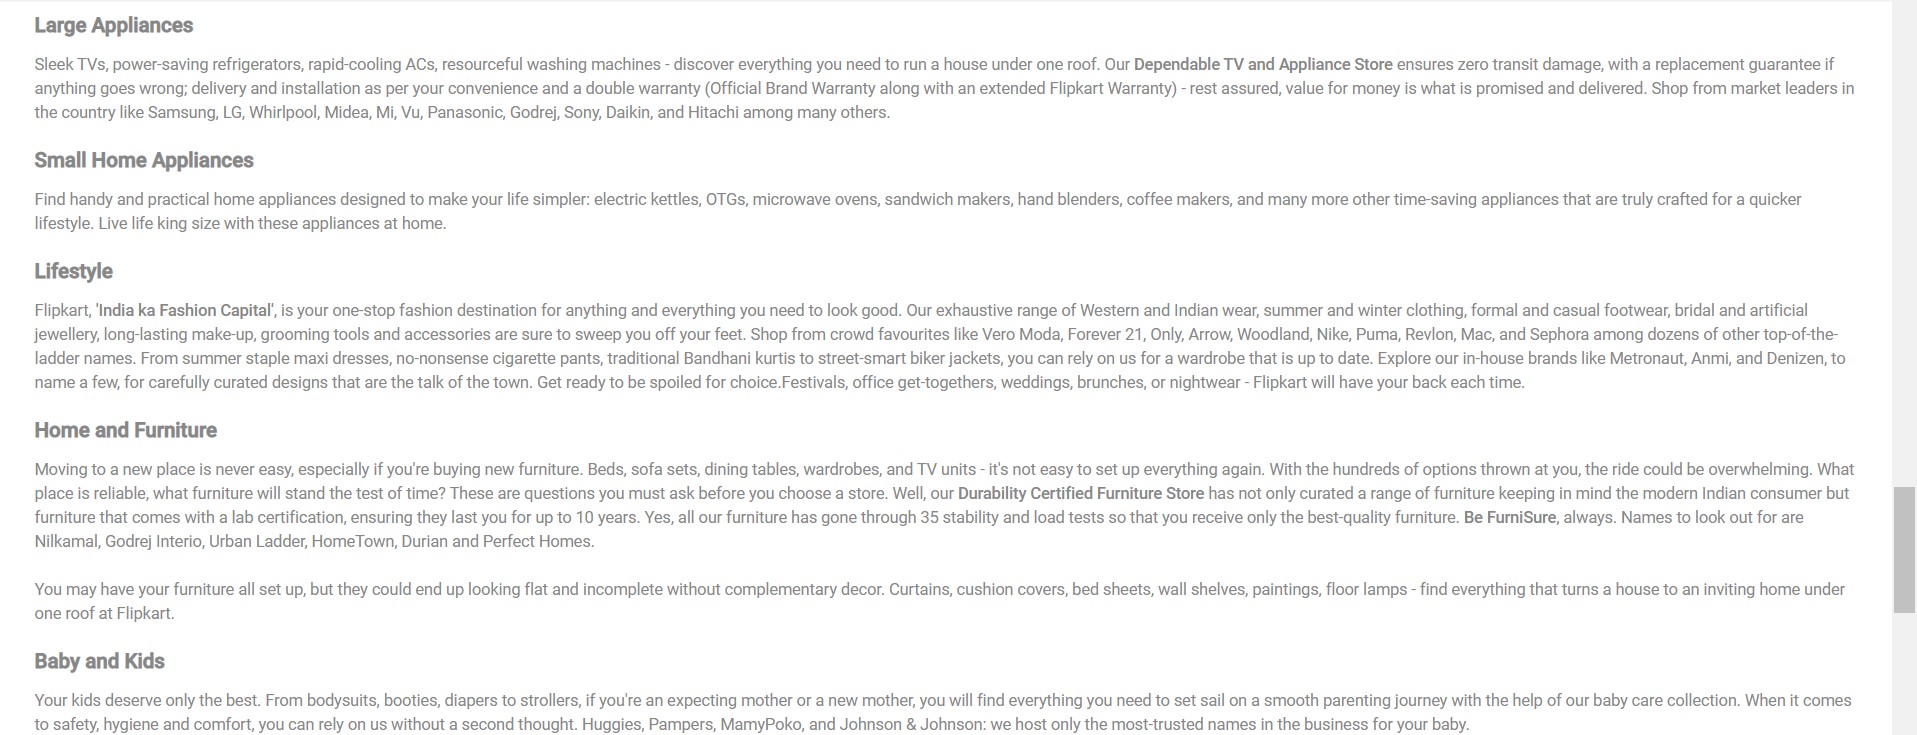 Large Appliances
Sleek TVs, power-saving refrigerators, rapid-cooling ACs, resourceful washing machines - discover everything you need to run a house under one roof. Our Dependable TV and Appliance Store ensures zero transit damage, with a replacement guarantee if
anything goes wrong; delivery and installation as per your convenience and a double warranty (Official Brand Warranty along with an extended Flipkart Warranty) - rest assured, value for money is what is promised and delivered. Shop from market leaders in
the country like Samsung, LG, Whirlpool, Midea, Mi, Vu, Panasonic, Godrej, Sony, Daikin, and Hitachi among many others.
Small Home Appliances
Find handy and practical home appliances designed to make your life simpler: electric kettles, OTGs, microwave ovens, sandwich makers, hand blenders, coffee makers, and many more other time-saving appliances that are truly crafted for a quicker
lifestyle. Live life king size with these appliances at home.
Lifestyle
Flipkart, 'India ka Fashion Capital', is your one-stop fashion destination for anything and everything you need to look good. Our exhaustive range of Western and Indian wear, summer and winter clothing, formal and casual footwear, bridal and artificial
jewellery, long-lasting make-up, grooming tools and accessories are sure to sweep you off your feet. Shop from crowd favourites like Vero Moda, Forever 21, Only, Arrow, Woodland, Nike, Puma, Revlon, Mac, and Sephora among dozens of other top-of-the-
ladder names. From summer staple maxi dresses, no-nonsense cigarette pants, traditional Bandhani kurtis to street-smart biker jackets, you can rely on us for a wardrobe that is up to date. Explore our in-house brands like Metronaut, Anmi, and Denizen, to
name a few, for carefully curated designs that are the talk of the town. Get ready to be spoiled for choice.Festivals, office get-togethers, weddings, brunches, or nightwear - Flipkart will have your back each time.
Home and Furniture
Moving to a new place is never easy, especially if you're buying new furniture. Beds, sofa sets, dining tables, wardrobes, and TV units - it's not easy to set up everything again. With the hundreds of options thrown at you, the ride could be overwhelming. What
place is reliable, what furniture will stand the test of time? These are questions you must ask before you choose a store. Well, our Durability Certified Furniture Store has not only curated a range of furniture keeping in mind the modern Indian consumer but
furniture that comes with a lab certification, ensuring they last you for up to 10 years. Yes, all our furniture has gone through 35 stability and load tests so that you receive only the best-quality furniture. Be FurniSure, always. Names to look out for are
Nilkamal, Godrej Interio, Urban Ladder, HomeTown, Durian and Perfect Homes.
You may have your furniture all set up, but they could end up looking flat and incomplete without complementary decor. Curtains, cushion covers, bed sheets, wall shelves, paintings, floor lamps - find everything that turns a house to an inviting home under
one roof at Flipkart.
Baby and Kids
Your kids deserve only the best. From bodysuits, booties, diapers to strollers, if you're an expecting mother or a new mother, you will find everything you need to set sail on a smooth parenting journey with the help of our baby care collection. When it comes
to safety, hygiene and comfort, you can rely on us without a second thought. Huggies, Pampers, MamyPoko, and Johnson & Johnson: we host only the most-trusted names in the business for your baby.